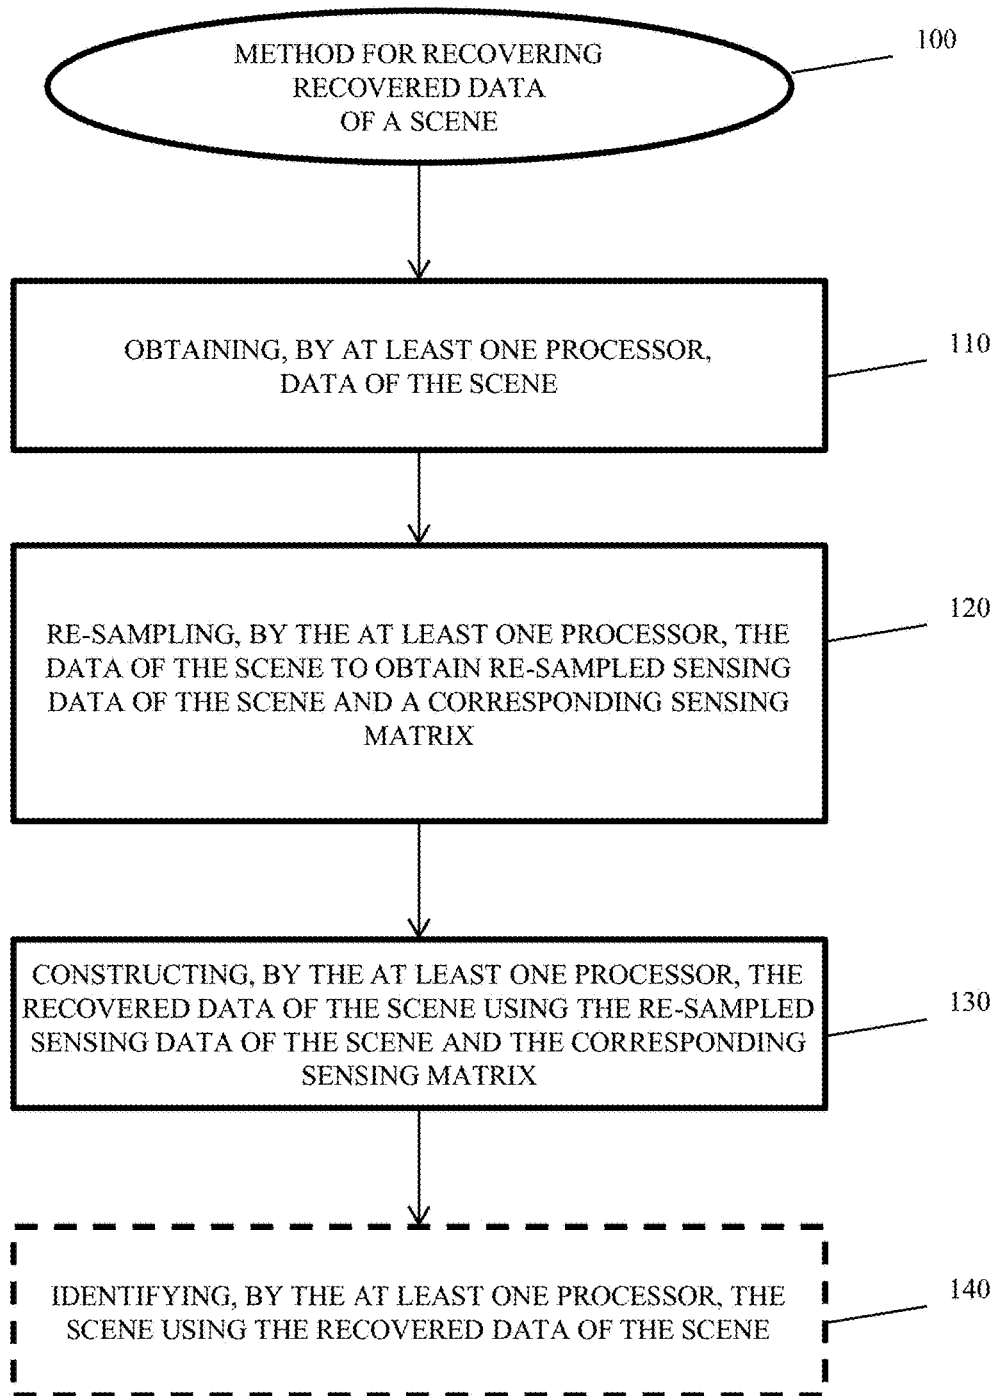 METHOD FOR RECOVERING
RECOVERED DATA
OF A SCENE
100
OBTAINING, BY AT LEAST ONE PROCESSOR,
DATA OF THE SCENE
110
RE-SAMPLING, BY THE AT LEAST ONE PROCESSOR, THE
DATA OF THE SCENE TO OBTAIN RE-SAMPLED SENSING
DATA OF THE SCENE AND A CORRESPONDING SENSING
MATRIX
120
CONSTRUCTING, BY THE AT LEAST ONE PROCESSOR, THE
RECOVERED DATA OF THE SCENE USING THE RE-SAMPLED
SENSING DATA OF THE SCENE AND THE CORRESPONDING
SENSING MATRIX
130
IDENTIFYING, BY THE AT LEAST ONE PROCESSOR, THE
SCENE USING THE RECOVERED DATA OF THE SCENE
140